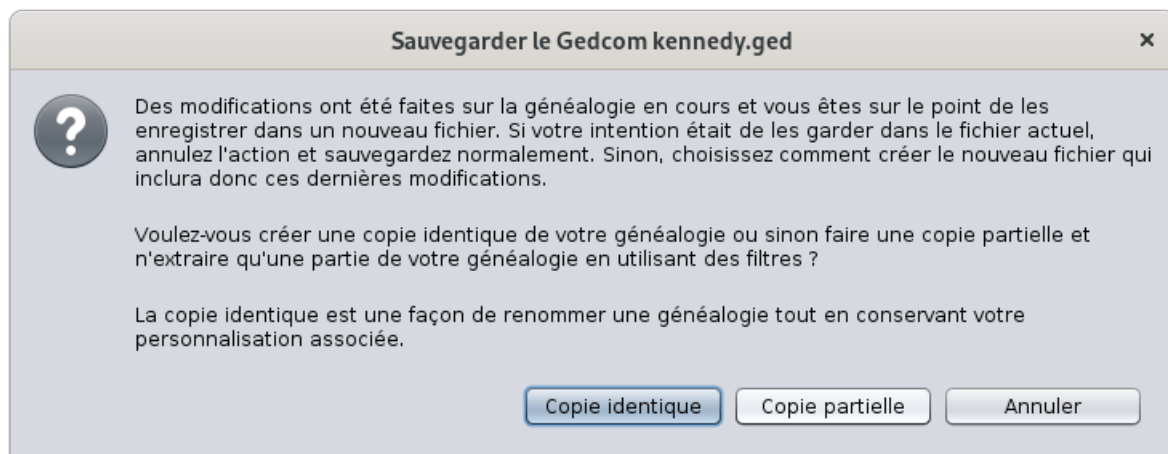 Sauvegarder le Gedcom kennedy.ged
Des modifications ont été faites sur la généalogie en cours et vous êtes sur le point de les
enregistrer dans un nouveau fichier. Si votre intention était de les garder dans le fichier actuel,
annulez l'action et sauvegardez normalement. Sinon, choisissez comment créer le nouveau fichier qui
inclura donc ces dernières modifications.
Voulez-vous créer une copie identique de votre généalogie ou sinon faire une copie partielle et
n'extraire qu'une partie de votre généalogie en utilisant des filtres ?
La copie identique est une façon de renommer une généalogie tout en conservant votre
personnalisation associée.
Copie identique Copie partielle Annuler